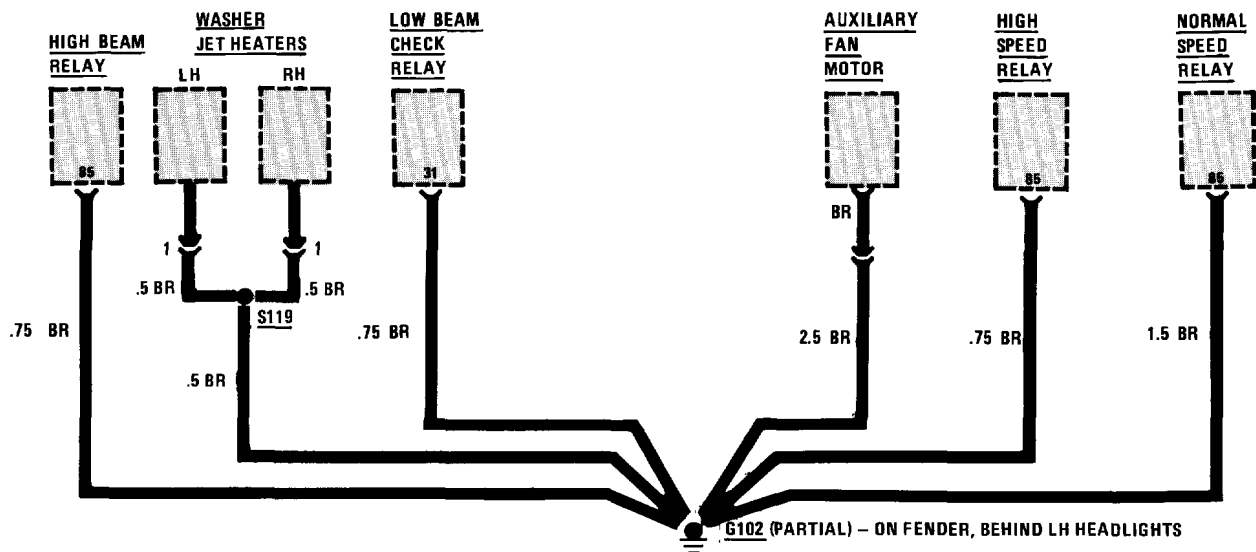 HIGH BEAM
RELAY
WASHER
JET HEATERS
LH
RH
LOW BEAM
CHECK
RELAY
AUXILIARY
FAN
MOTOR
HIGH
SPEED
RELAY
NORMAL
SPEED
RELAY
85
31
85
85
BR
1
1
.5 BR
.5 BR
S119
.75 BR
.75 BR
2.5 BR
.75 BR
1.5 BR
.5 BR
G102 (PARTIAL) – ON FENDER, BEHIND LH HEADLIGHTS